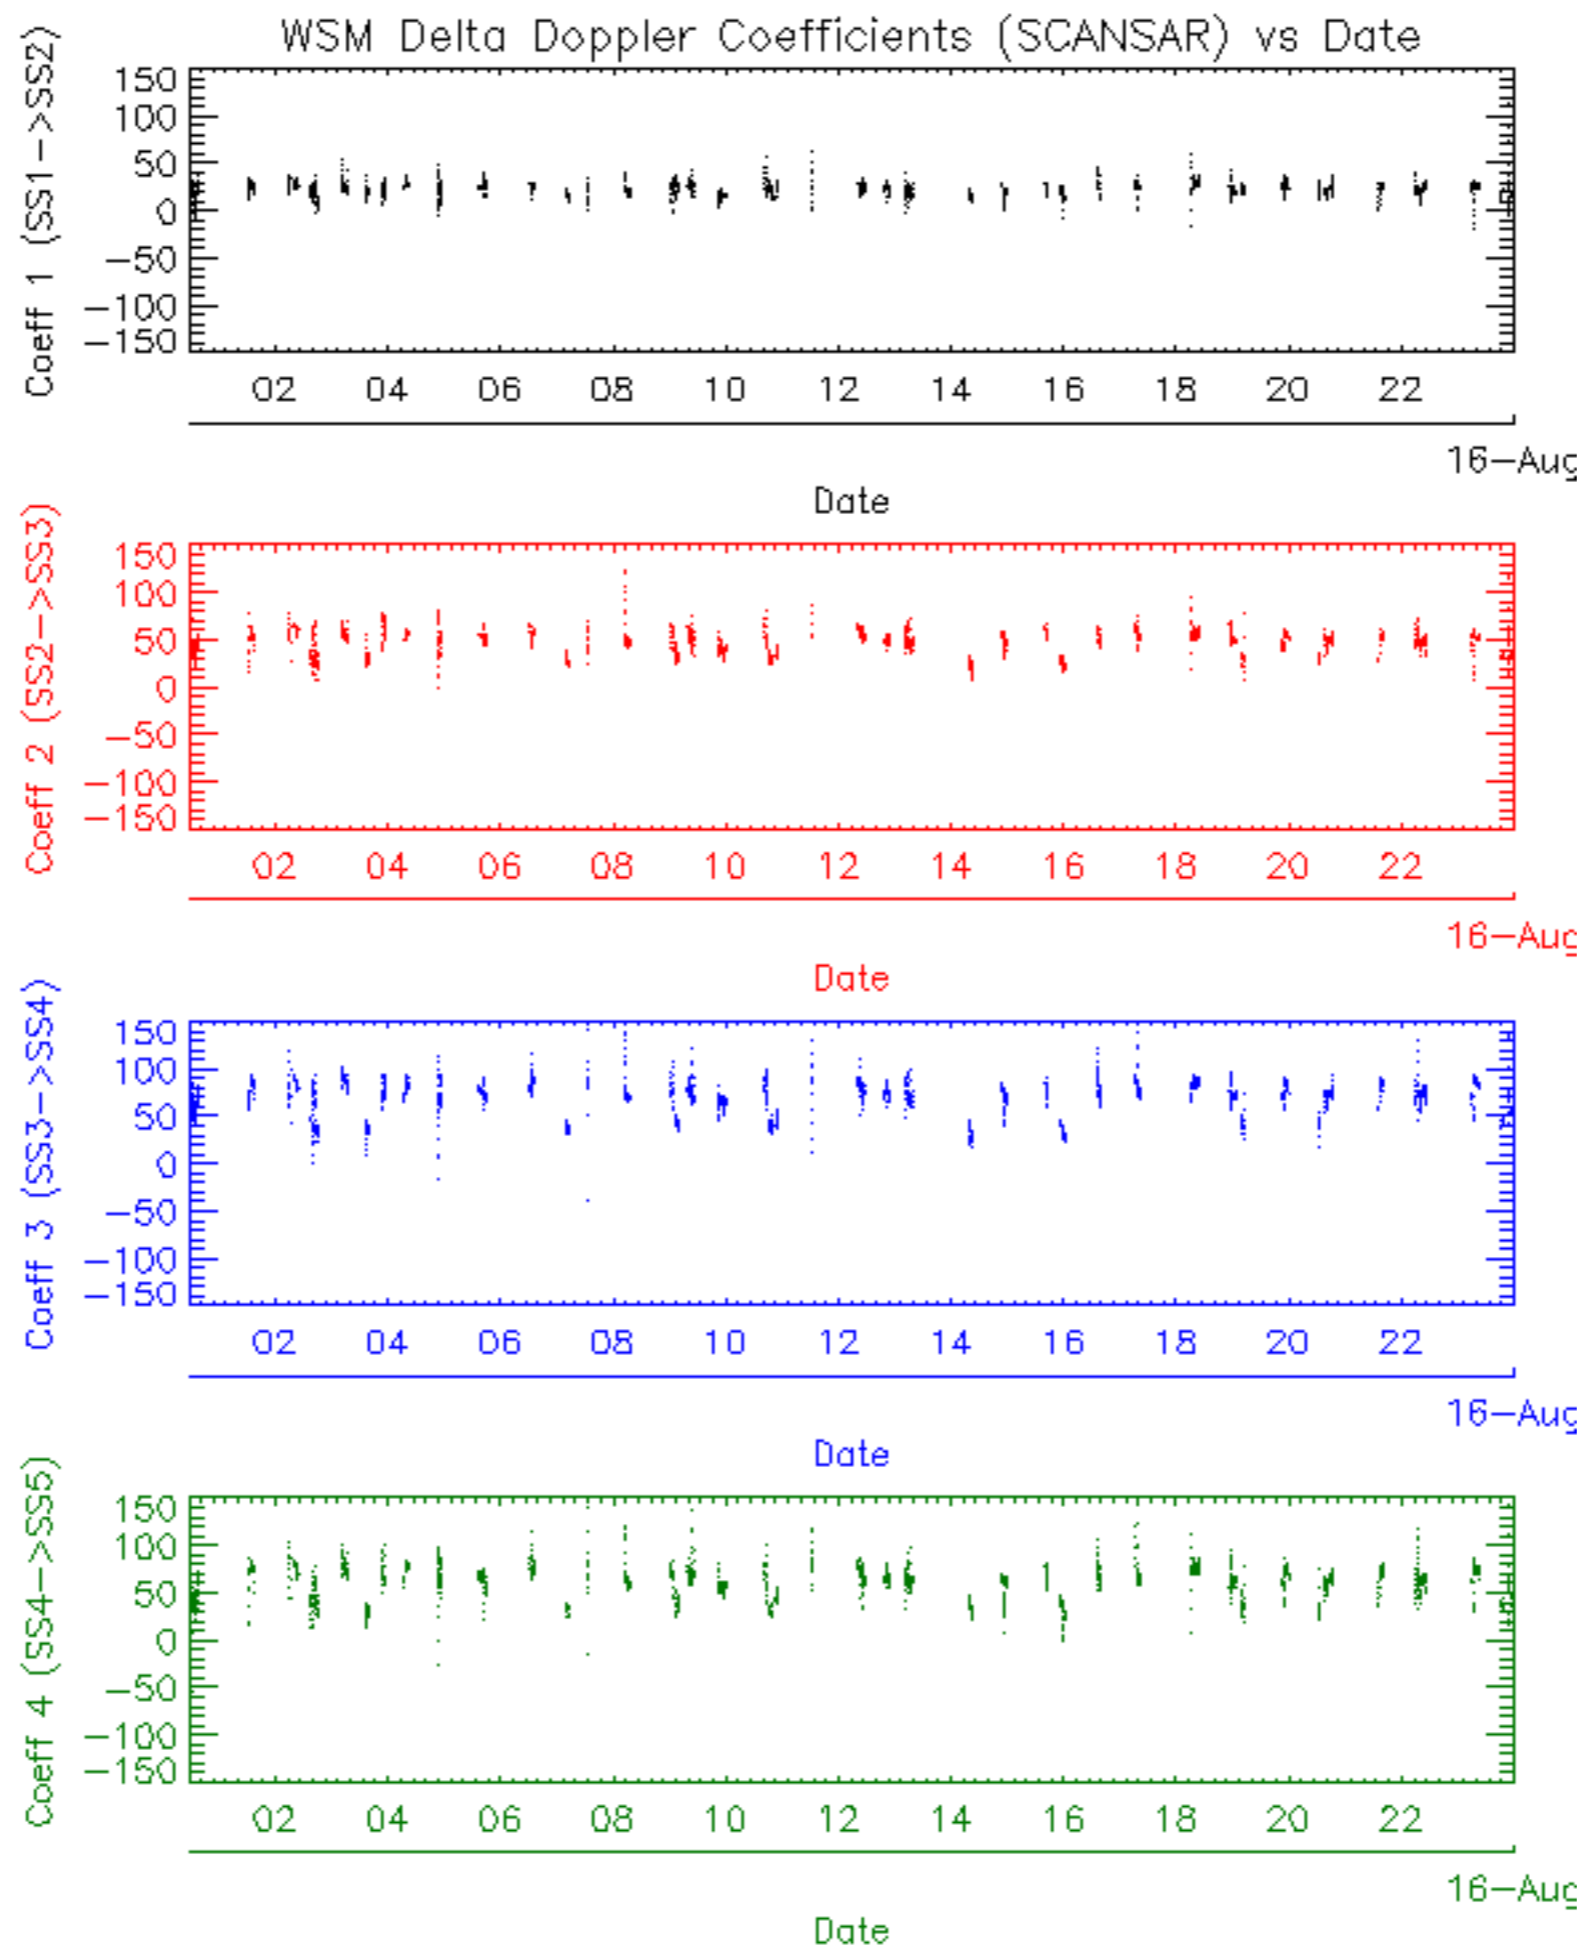 WSM Delta Doppler Coefficients (SCANSAR) vs Date
Coeff 1 (SS1->SS2)
150
100
50
0
-50
-100
-150
02 04 06 08 10 12 14 16 18 20 22
16-Aug
Date
Coeff 2 (SS2->SS3)
150
100
50
0
-50
-100
-150
02 04 06 08 10 12 14 16 18 20 22
16-Aug
Date
Coeff 3 (SS3->SS4)
150
100
50
0
-50
-100
-150
02 04 06 08 10 12 14 16 18 20 22
16-Aug
Date
Coeff 4 (SS4->SS5)
150
100
50
0
-50
-100
-150
02 04 06 08 10 12 14 16 18 20 22
16-Aug
Date